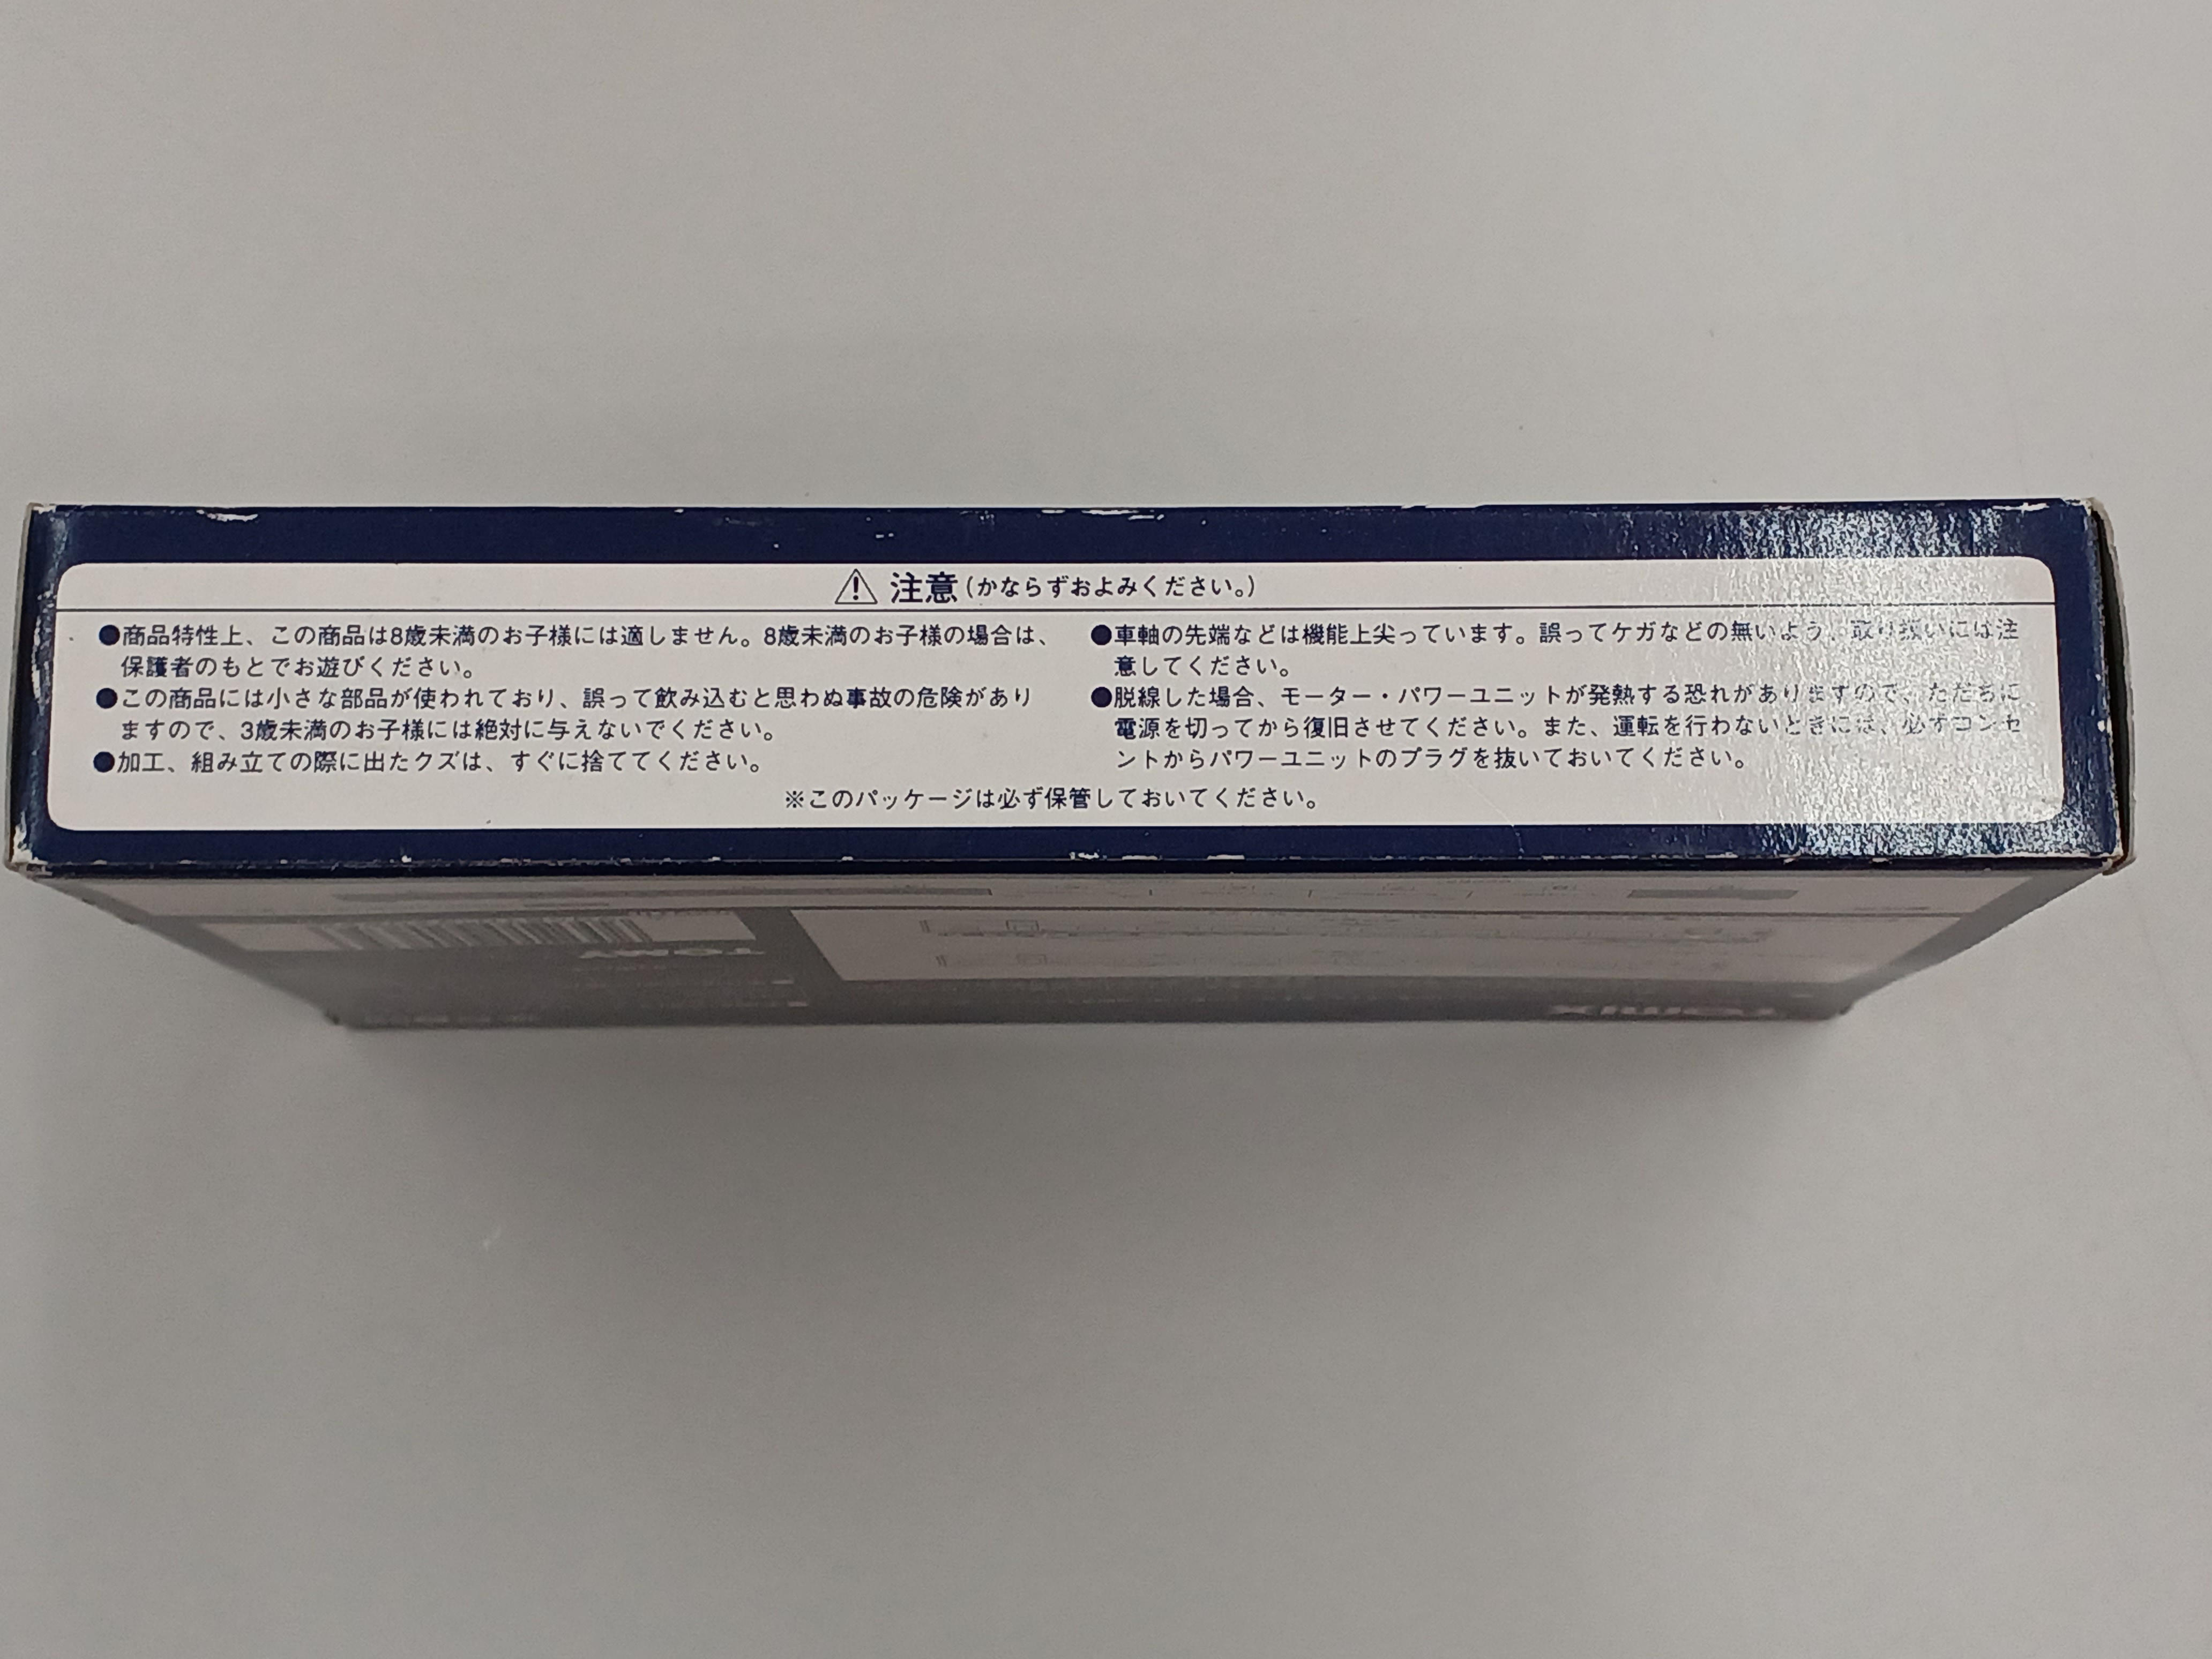 ⚠ 注意(かならずおよみください。)
●商品特性上、この商品は8歳未満のお子様には適しません。8歳未満のお子様の場合は、
保護者のもとでお遊びください。
●この商品には小さな部品が使われており、誤って飲み込むと思わぬ事故の危険があり
ますので、3歳未満のお子様には絶対に与えないでください。
●加工、組み立ての際に出たクズは、すぐに捨ててください。
●車軸の先端などは機能上尖っています。誤ってケガなどの無いよう、取り扱いには注
意してください。
●脱線した場合、モーター・パワーユニットが発熱する恐れがありますので、ただちに
電源を切ってから復旧させてください。また、運転を行わないときには、必ずコンセ
ントからパワーユニットのプラグを抜いておいてください。
※このパッケージは必ず保管しておいてください。
TOMY
TOMIX